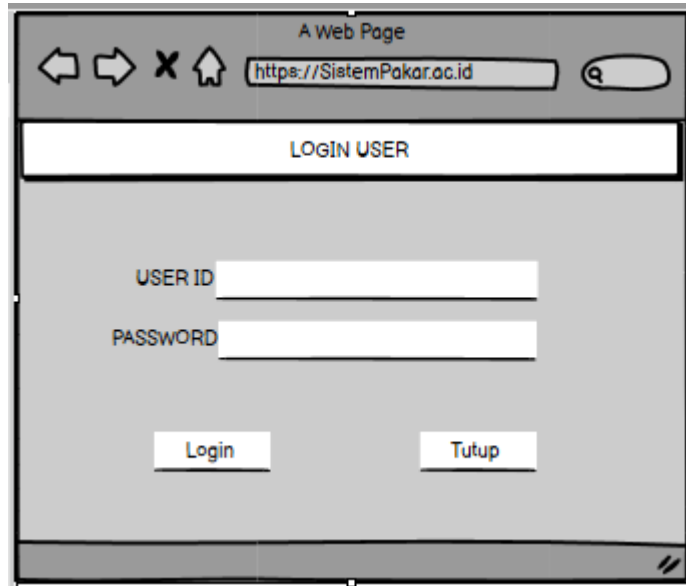 A Web Page
https://SistemPakar.ac.id
LOGIN USER
USER ID
PASSWORD
Login Tutup